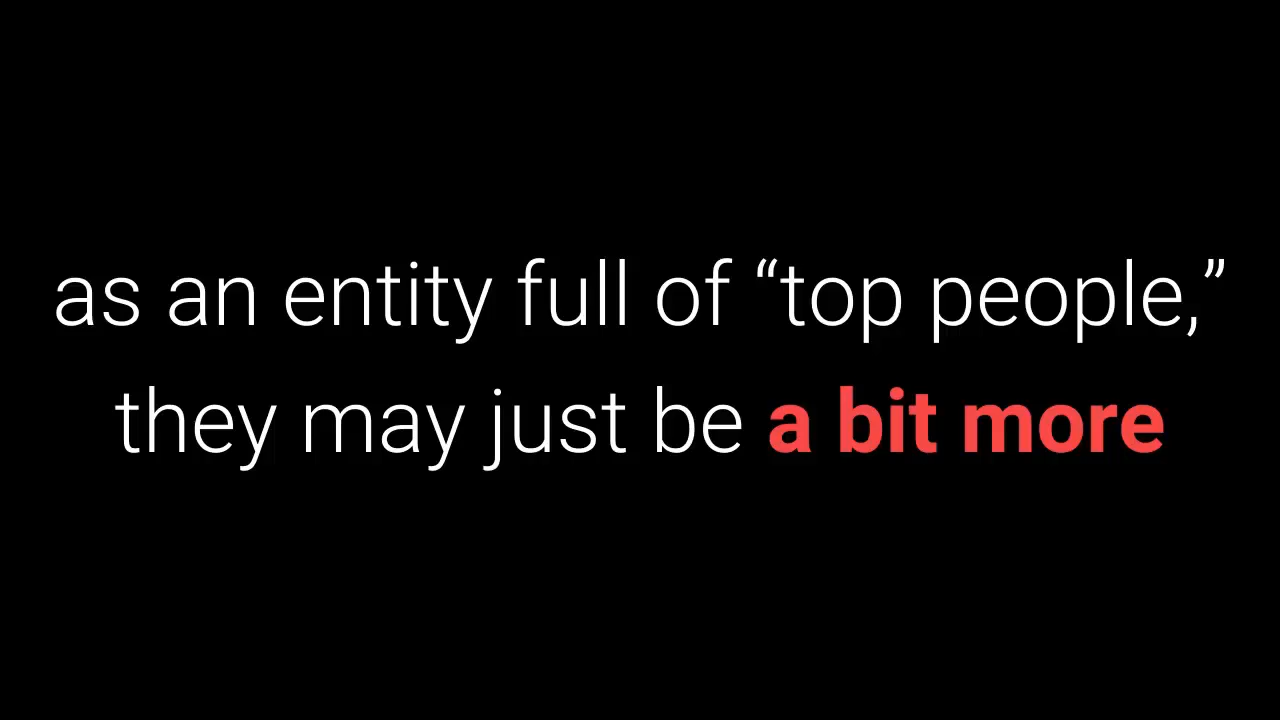 as an entity full of “top people,”
they may just be a bit more